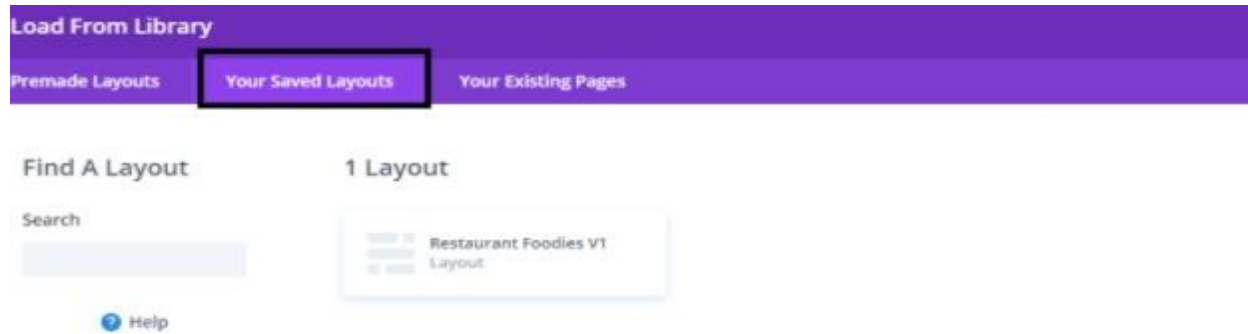 Load From Library
Premade Layouts Your Saved Layouts Your Existing Pages
Find A Layout
Search
Help
1 Layout
Restaurant Foodies V1
Layout